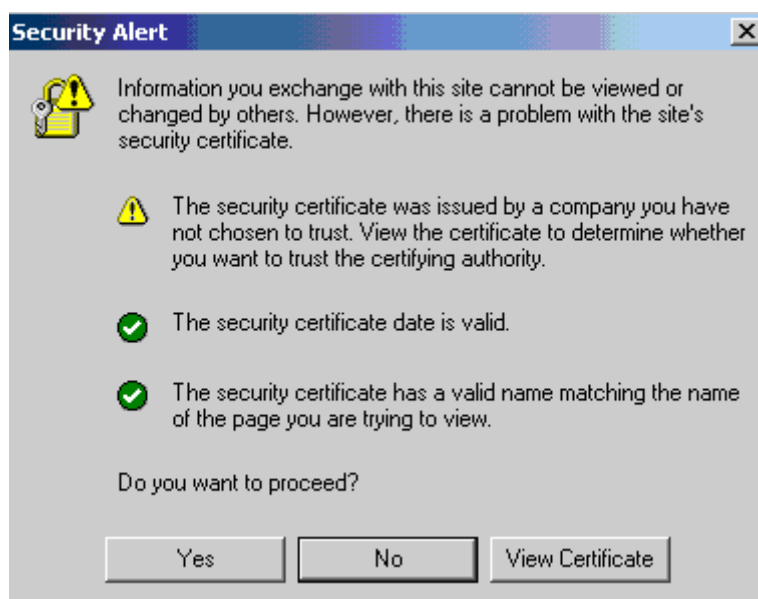 Security Alert
Information you exchange with this site cannot be viewed or
changed by others. However, there is a problem with the site's
security certificate.
The security certificate was issued by a company you have
not chosen to trust. View the certificate to determine whether
you want to trust the certifying authority.
The security certificate date is valid.
The security certificate has a valid name matching the name
of the page you are trying to view.
Do you want to proceed?
Yes No View Certificate